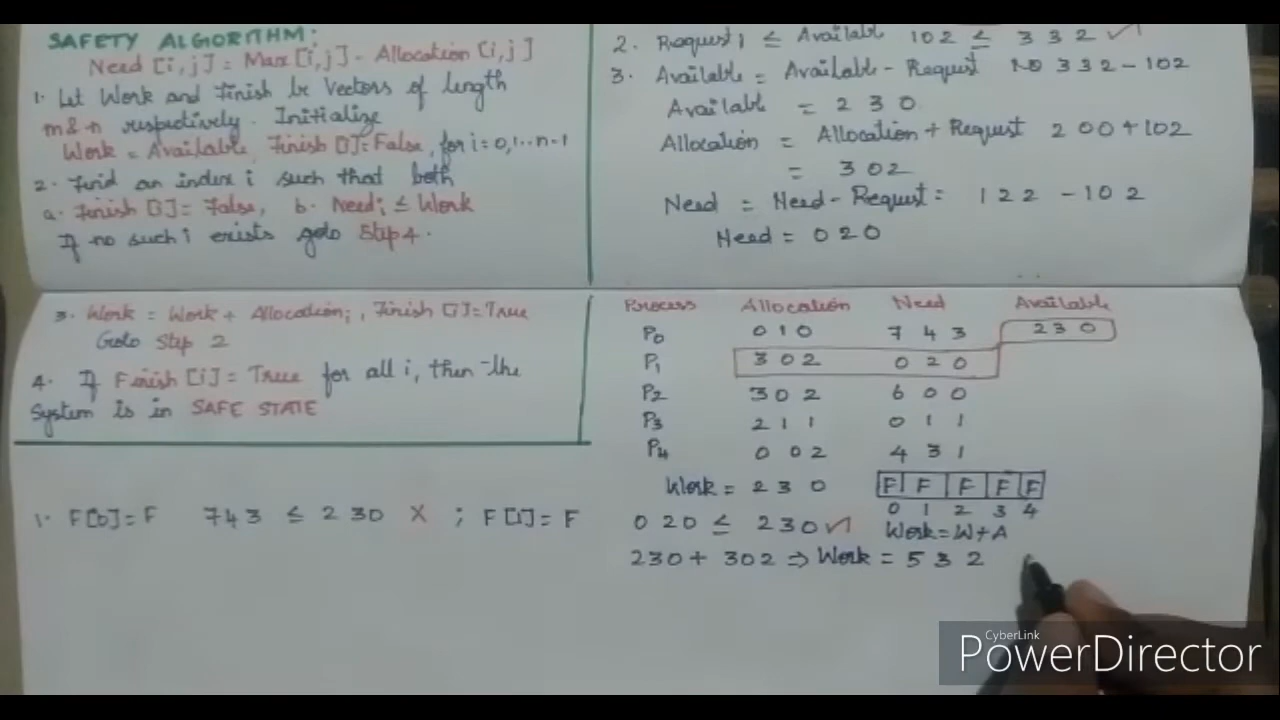 SAFETY ALGORITHM:
Need [i,j] = Max [i,j] - Allocation [i,j]
1. Let Work and Finish be Vectors of length
m & n respectively. Initialize
Work = Available, Finish [i] = False, for i = 0,1...n-1
2. Find an index i such that both
a. Finish [i] = False, b. Needi ≤ Work
If no such i exists goto Step 4.
3. Work = Work + Allocationi, Finish [i] = True
Goto Step 2
4. If Finish [i] = True for all i, then the
System is in SAFE STATE
1. F[0] = F 743 ≤ 230 X ; F[1] = F
2. Request1 ≤ Available 102 ≤ 332 ✓
3. Available = Available - Request 332 - 102
Available = 230
Allocation = Allocation + Request 200 + 102
= 302
Need = Need - Request = 122 - 102
Need = 020
Process Allocation Need Available
P0 010 743 230
P1 302 020
P2 302 600
P3 211 011
P4 002 431
Work = 230 F F F F F
0 1 2 3 4
020 ≤ 230 ✓ Work = W + A
230 + 302 ⇒ Work = 532
CyberLink
PowerDirector